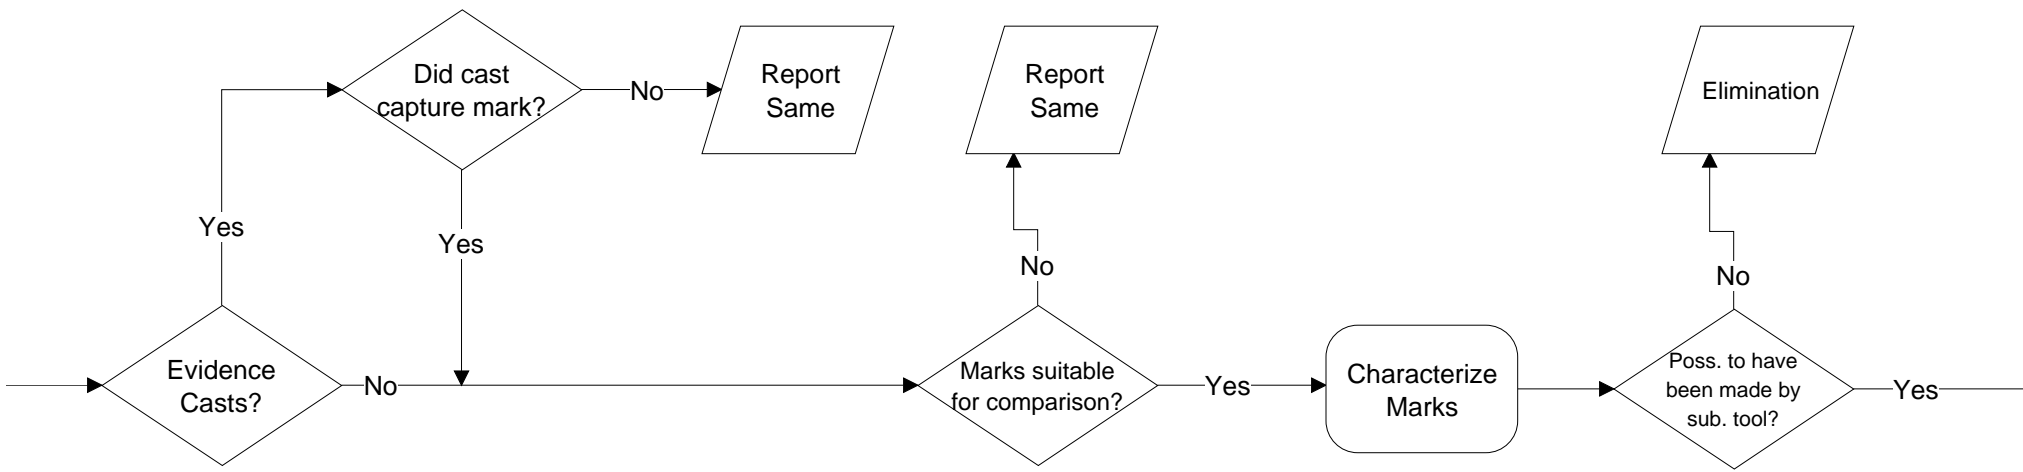 Did cast
capture mark?
No
Report
Same
Report
Same
Elimination
Yes
Yes
No
No
Evidence
Casts?
No
Marks suitable
for comparison?
Yes
Characterize
Marks
Poss. to have
been made by
sub. tool?
Yes